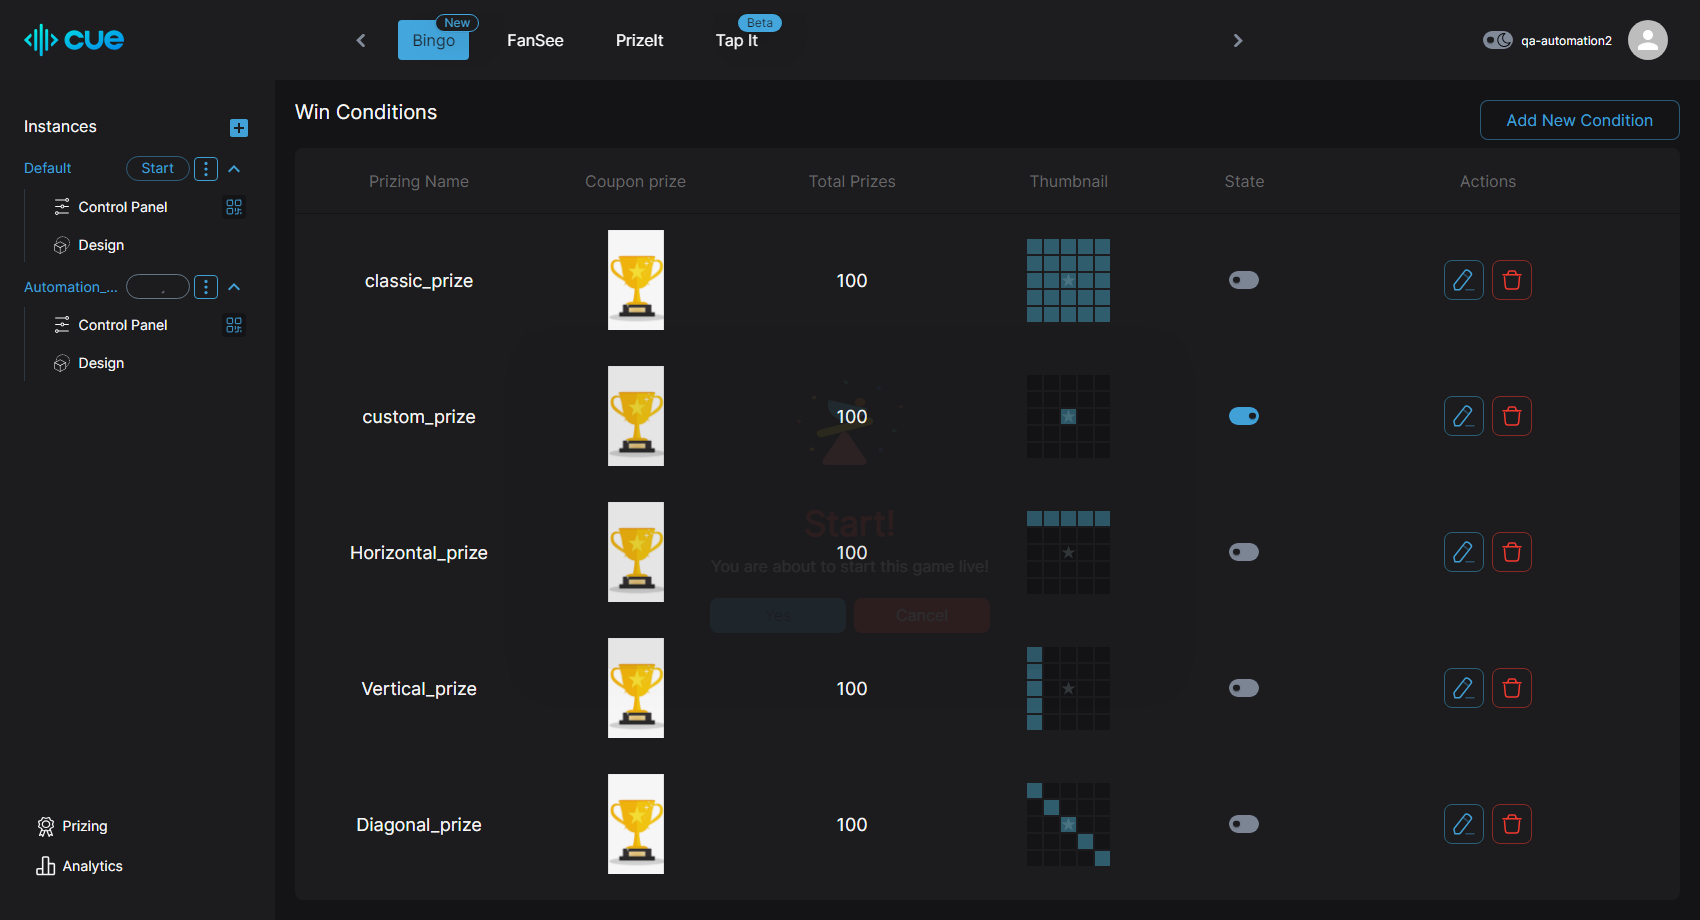 cue
Bingo
New
FanSee
PrizeIt
Tap It
Beta
qa-automation2
Instances
Default
Start
Control Panel
Design
Automation_...
Control Panel
Design
Prizing
Analytics
Win Conditions
Add New Condition
Prizing Name Coupon prize Total Prizes Thumbnail State Actions
classic_prize 100
custom_prize 100
Horizontal_prize 100
Vertical_prize 100
Diagonal_prize 100
Start!
You are about to start this game live!
Yes
Cancel